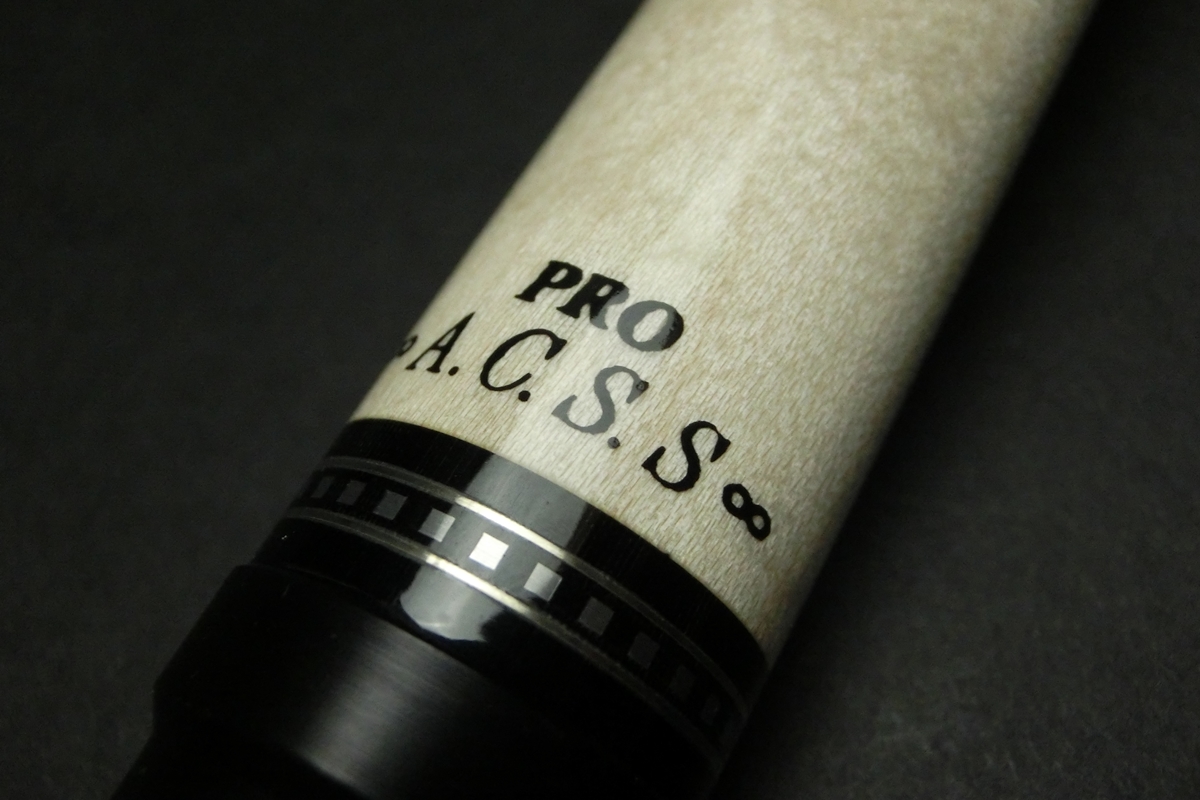 PRO
∞ A. C. S. S ∞